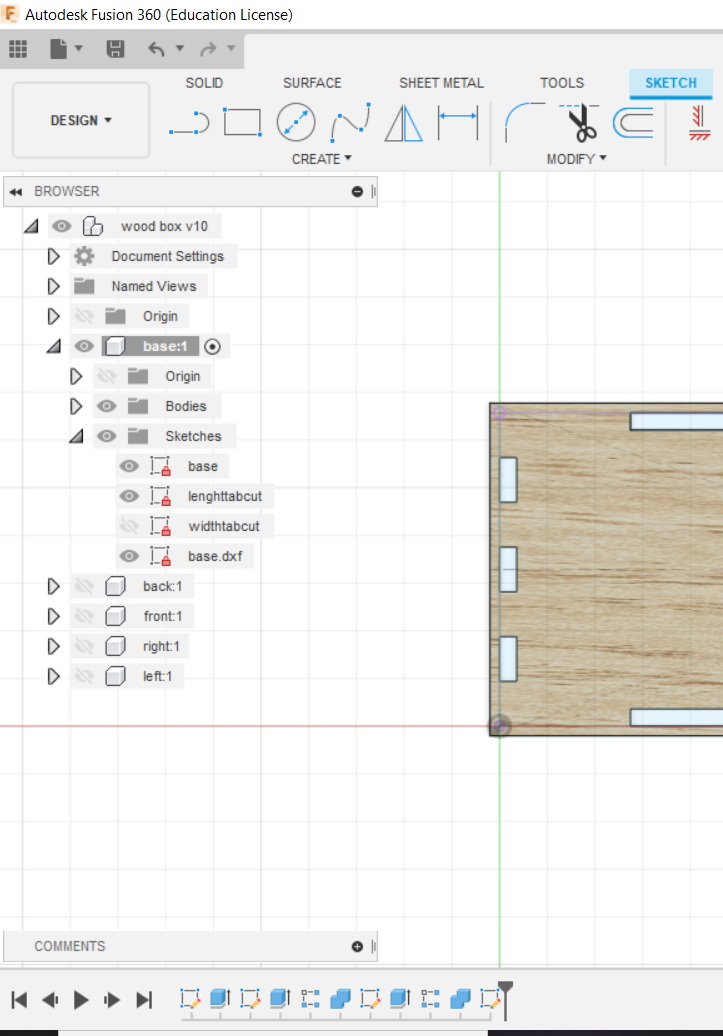 Autodesk Fusion 360 (Education License)
SOLID SURFACE SHEET METAL TOOLS SKETCH
DESIGN
CREATE MODIFY
BROWSER
wood box v10
Document Settings
Named Views
Origin
base:1
Origin
Bodies
Sketches
base
lenghttabcut
widthtabcut
base.dxf
back:1
front:1
right:1
left:1
COMMENTS